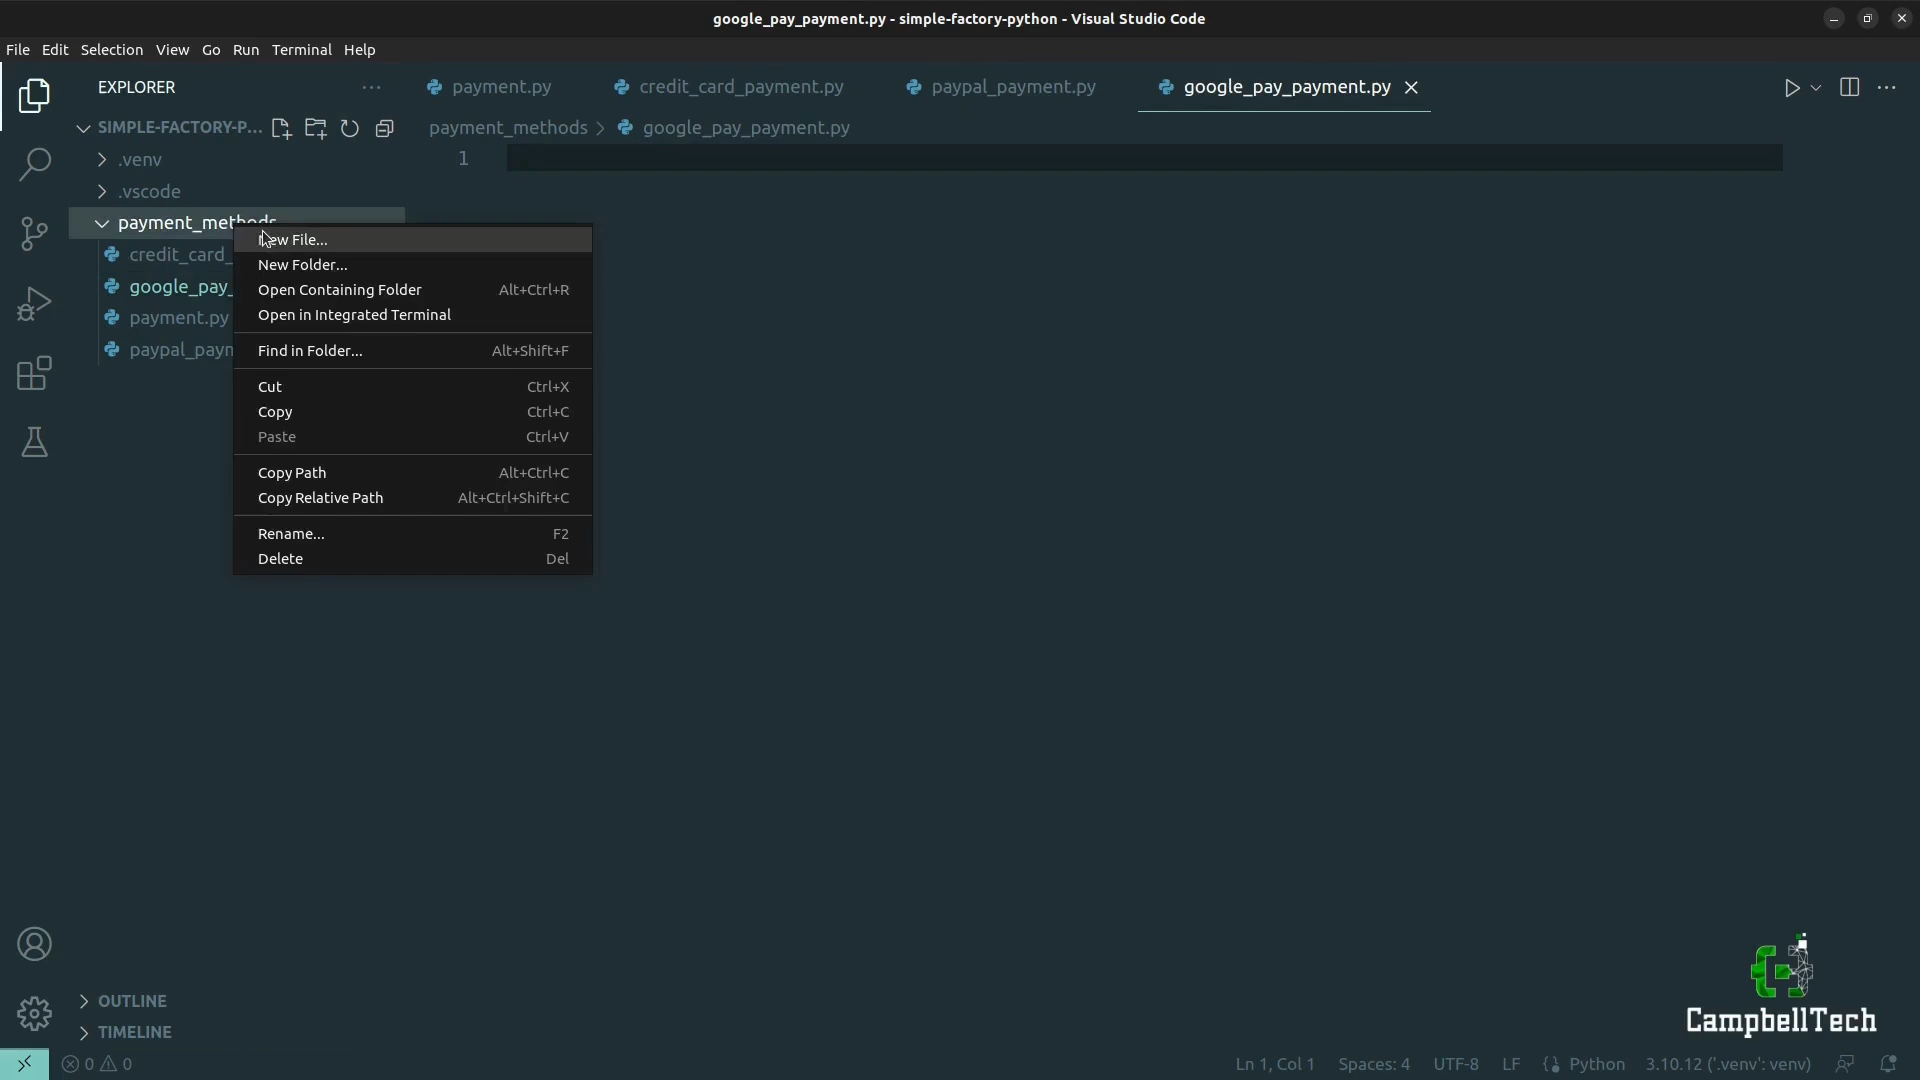 google_pay_payment.py - simple-factory-python - Visual Studio Code
File Edit Selection View Go Run Terminal Help
EXPLORER
payment.py credit_card_payment.py paypal_payment.py google_pay_payment.py
SIMPLE-FACTORY-P...
payment_methods > google_pay_payment.py
1
.venv
.vscode
payment_methods
credit_card_
google_pay_
payment.py
paypal_payn
ew File...
New Folder...
Open Containing Folder Alt+Ctrl+R
Open in Integrated Terminal
Find in Folder... Alt+Shift+F
Cut Ctrl+X
Copy Ctrl+C
Paste Ctrl+V
Copy Path Alt+Ctrl+C
Copy Relative Path Alt+Ctrl+Shift+C
Rename... F2
Delete Del
OUTLINE
TIMELINE
CampbellTech
0 0 Ln 1, Col 1 Spaces: 4 UTF-8 LF {} Python 3.10.12 ('.venv': venv)